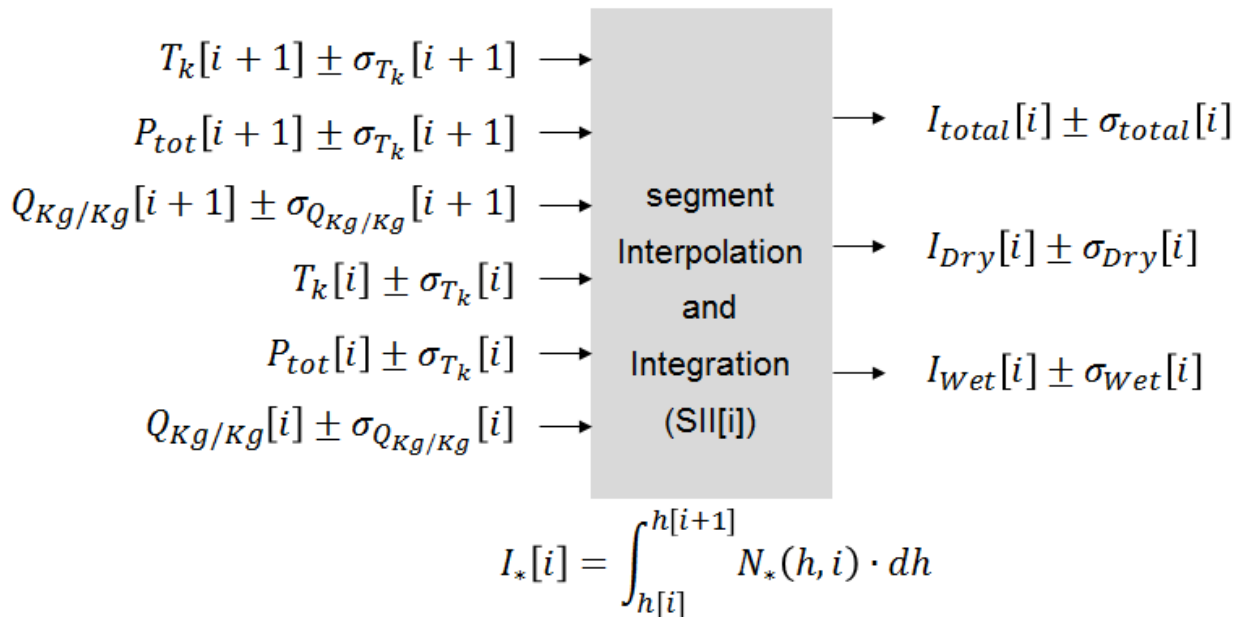 T_k[i + 1] ± σ_{T_k}[i + 1]
P_{tot}[i + 1] ± σ_{T_k}[i + 1]
Q_{Kg/Kg}[i + 1] ± σ_{Q_{Kg/Kg}}[i + 1]
T_k[i] ± σ_{T_k}[i]
P_{tot}[i] ± σ_{T_k}[i]
Q_{Kg/Kg}[i] ± σ_{Q_{Kg/Kg}}[i]
segment
Interpolation
and
Integration
(SII[i])
I_{total}[i] ± σ_{total}[i]
I_{Dry}[i] ± σ_{Dry}[i]
I_{Wet}[i] ± σ_{Wet}[i]
I_*[i] = ∫_{h[i]}^{h[i+1]} N_*(h, i) · dh